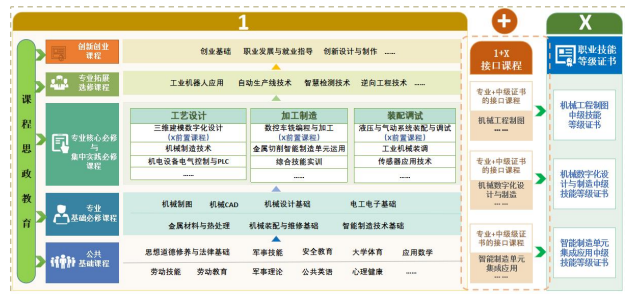 1
+
X
课程思政教育
创新创业课程
创业基础 职业发展与就业指导 创新设计与制作 ……
专业拓展选修课程
工业机器人应用 自动生产线技术 智慧检测技术 逆向工程技术 ……
专业核心必修与集中实践必修课程
工艺设计
三维建模数字化设计
(X前置课程)
机械制造技术
机电设备电气控制与PLC
……
加工制造
数控车铣编程与加工
(X前置课程)
金属切削智能制造单元运用
综合技能实训
……
装配调试
液压与气动系统装配与调试
(X前置课程)
工业机械装调
传感器应用技术
……
专业基础必修课程
机械制图 机械CAD 机械设计基础 电工电子基础
金属材料与热处理 机械装配与维修基础 智能制造技术基础
公共基础课程
思想道德修养与法律基础 军事技能 安全教育 大学体育 应用数学
劳动技能 劳动教育 军事理论 公共英语 心理健康 ……
1+X
接口课程
专业+中级证书
的接口课程
机械工程制图
……
专业+中级证书
的接口课程
机械数字化设计
与制造
……
专业+中级级证
书的接口课程
智能制造单元
集成应用
……
职业技能
等级证书
机械工程制图
中级技能
等级证书
机械数字化设
计与制造中级
技能等级证书
智能制造单元
集成应用中级
技能等级证书